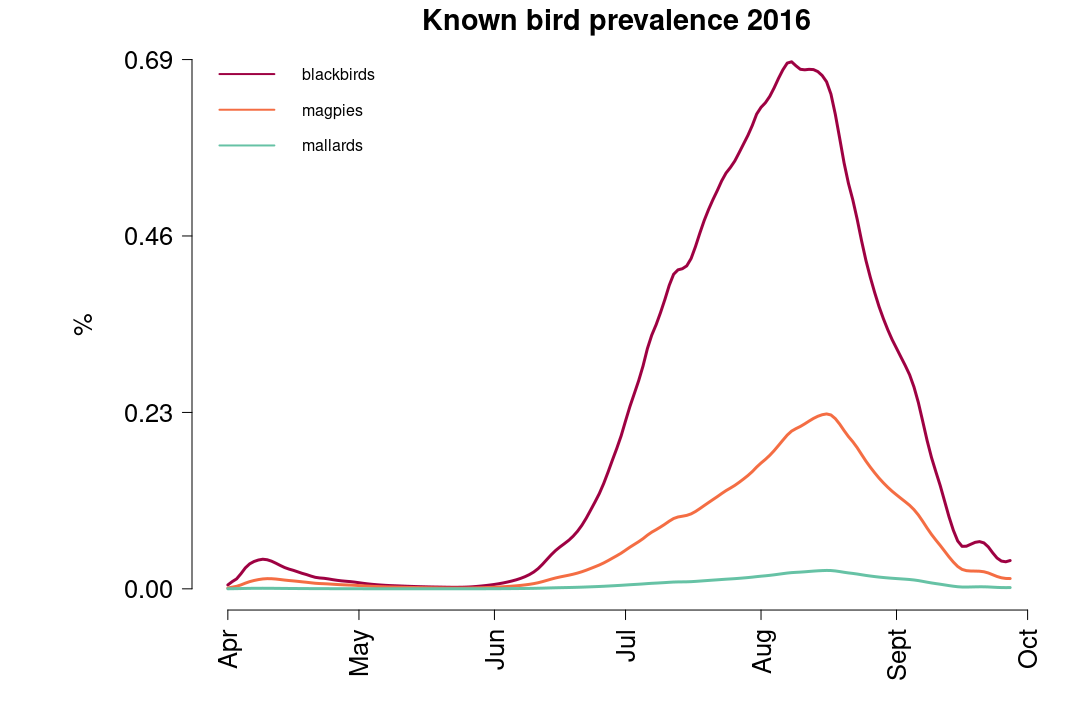 Known bird prevalence 2016
0.69
blackbirds
magpies
mallards
0.46
%
0.23
0.00
Apr
May
Jun
Jul
Aug
Sept
Oct